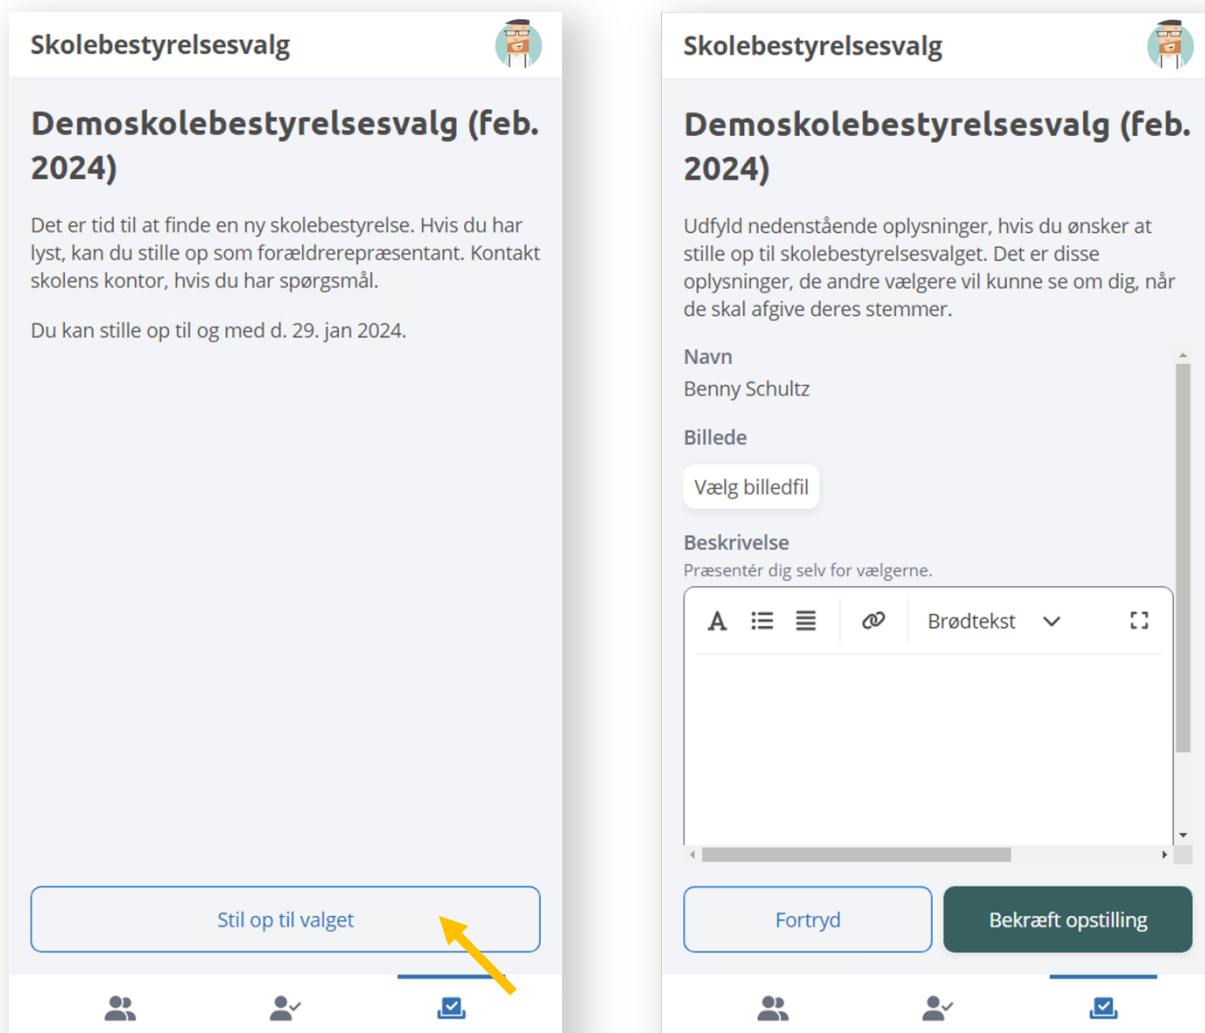 Skolebestyrelsesvalg
Demoskolebestyrelsesvalg (feb.
2024)
Det er tid til at finde en ny skolebestyrelse. Hvis du har
lyst, kan du stille op som forældrerepræsentant. Kontakt
skolens kontor, hvis du har spørgsmål.
Du kan stille op til og med d. 29. jan 2024.
Stil op til valget
Skolebestyrelsesvalg
Demoskolebestyrelsesvalg (feb.
2024)
Udfyld nedenstående oplysninger, hvis du ønsker at
stille op til skolebestyrelsesvalget. Det er disse
oplysninger, de andre vælgere vil kunne se om dig, når
de skal afgive deres stemmer.
Navn
Benny Schultz
Billede
Vælg billedfil
Beskrivelse
Præsentér dig selv for vælgerne.
A Brødtekst
Fortryd Bekræft opstilling